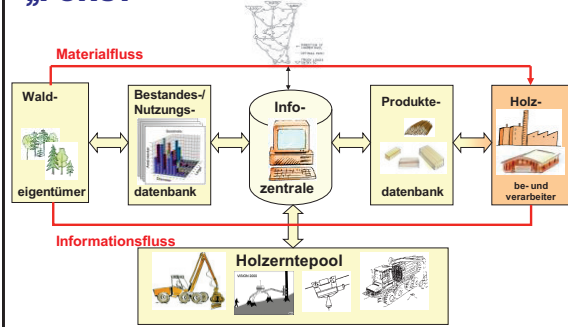 Materialfluss
Wald-
eigentümer
Bestandes-/
Nutzungs-
datenbank
Info-
zentrale
Produkte-
datenbank
Holz-
be- und
verarbeiter
Informationsfluss
Holzerntepool